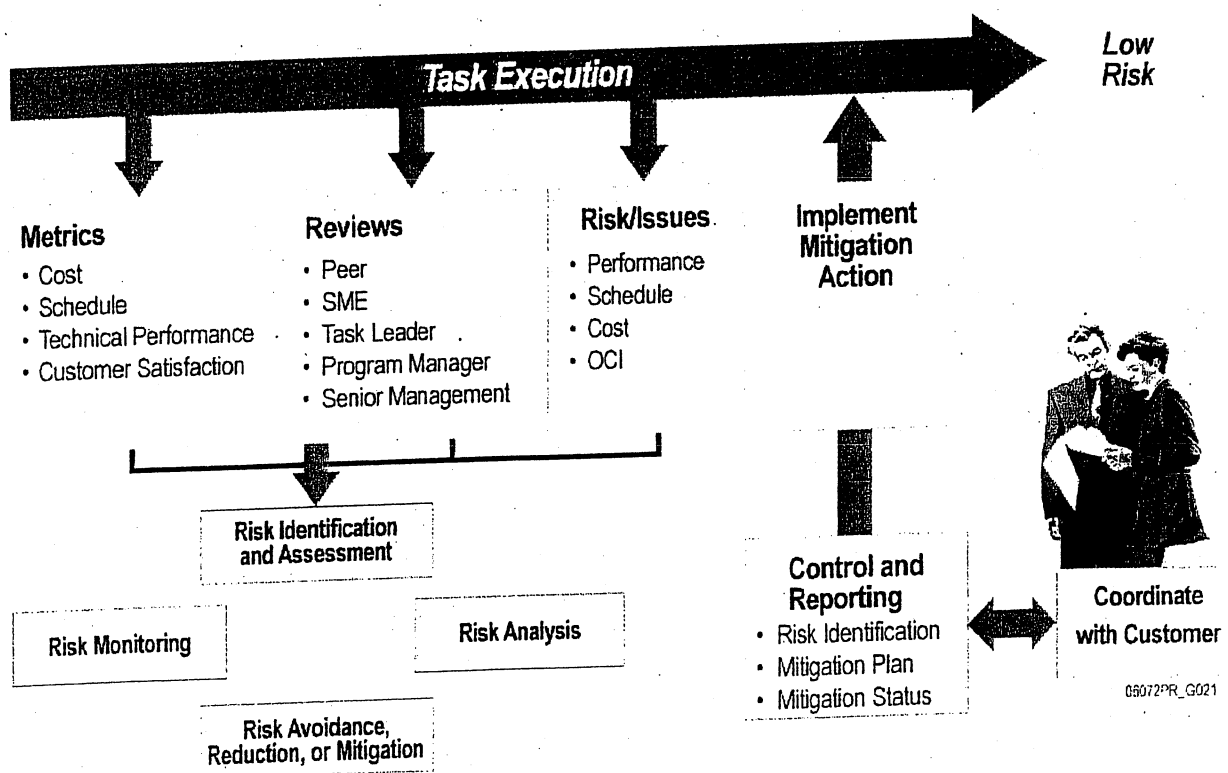 Task Execution
Low
Risk
Metrics
• Cost
• Schedule
• Technical Performance
• Customer Satisfaction
Reviews
• Peer
• SME
• Task Leader
• Program Manager
• Senior Management
Risk/Issues
• Performance
• Schedule
• Cost
• OCI
Implement
Mitigation
Action
Risk Identification
and Assessment
Risk Monitoring
Risk Analysis
Risk Avoidance,
Reduction, or Mitigation
Control and
Reporting
• Risk Identification
• Mitigation Plan
• Mitigation Status
Coordinate
with Customer
06072PR_G021